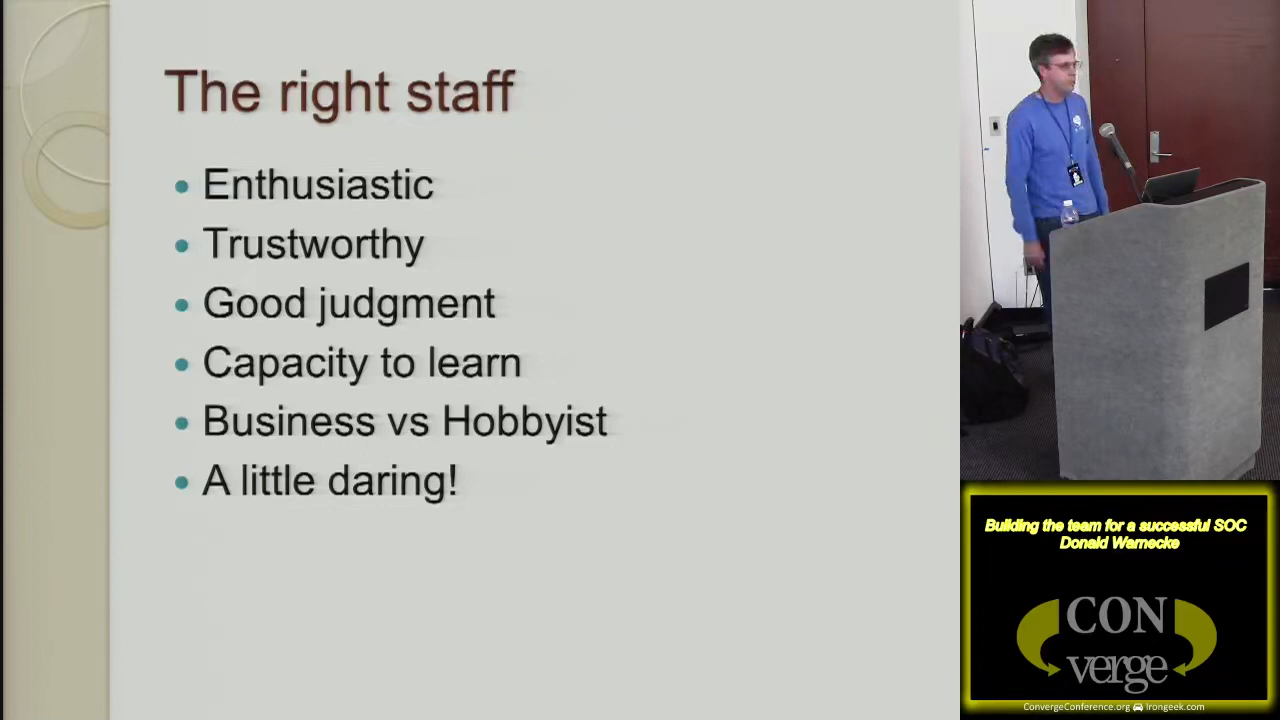 The right staff
Enthusiastic
Trustworthy
Good judgment
Capacity to learn
Business vs Hobbyist
A little daring!
Building the team for a successful SOC
Donald Warnecke
CON
verge
ConvergeConference.org Irongeek.com